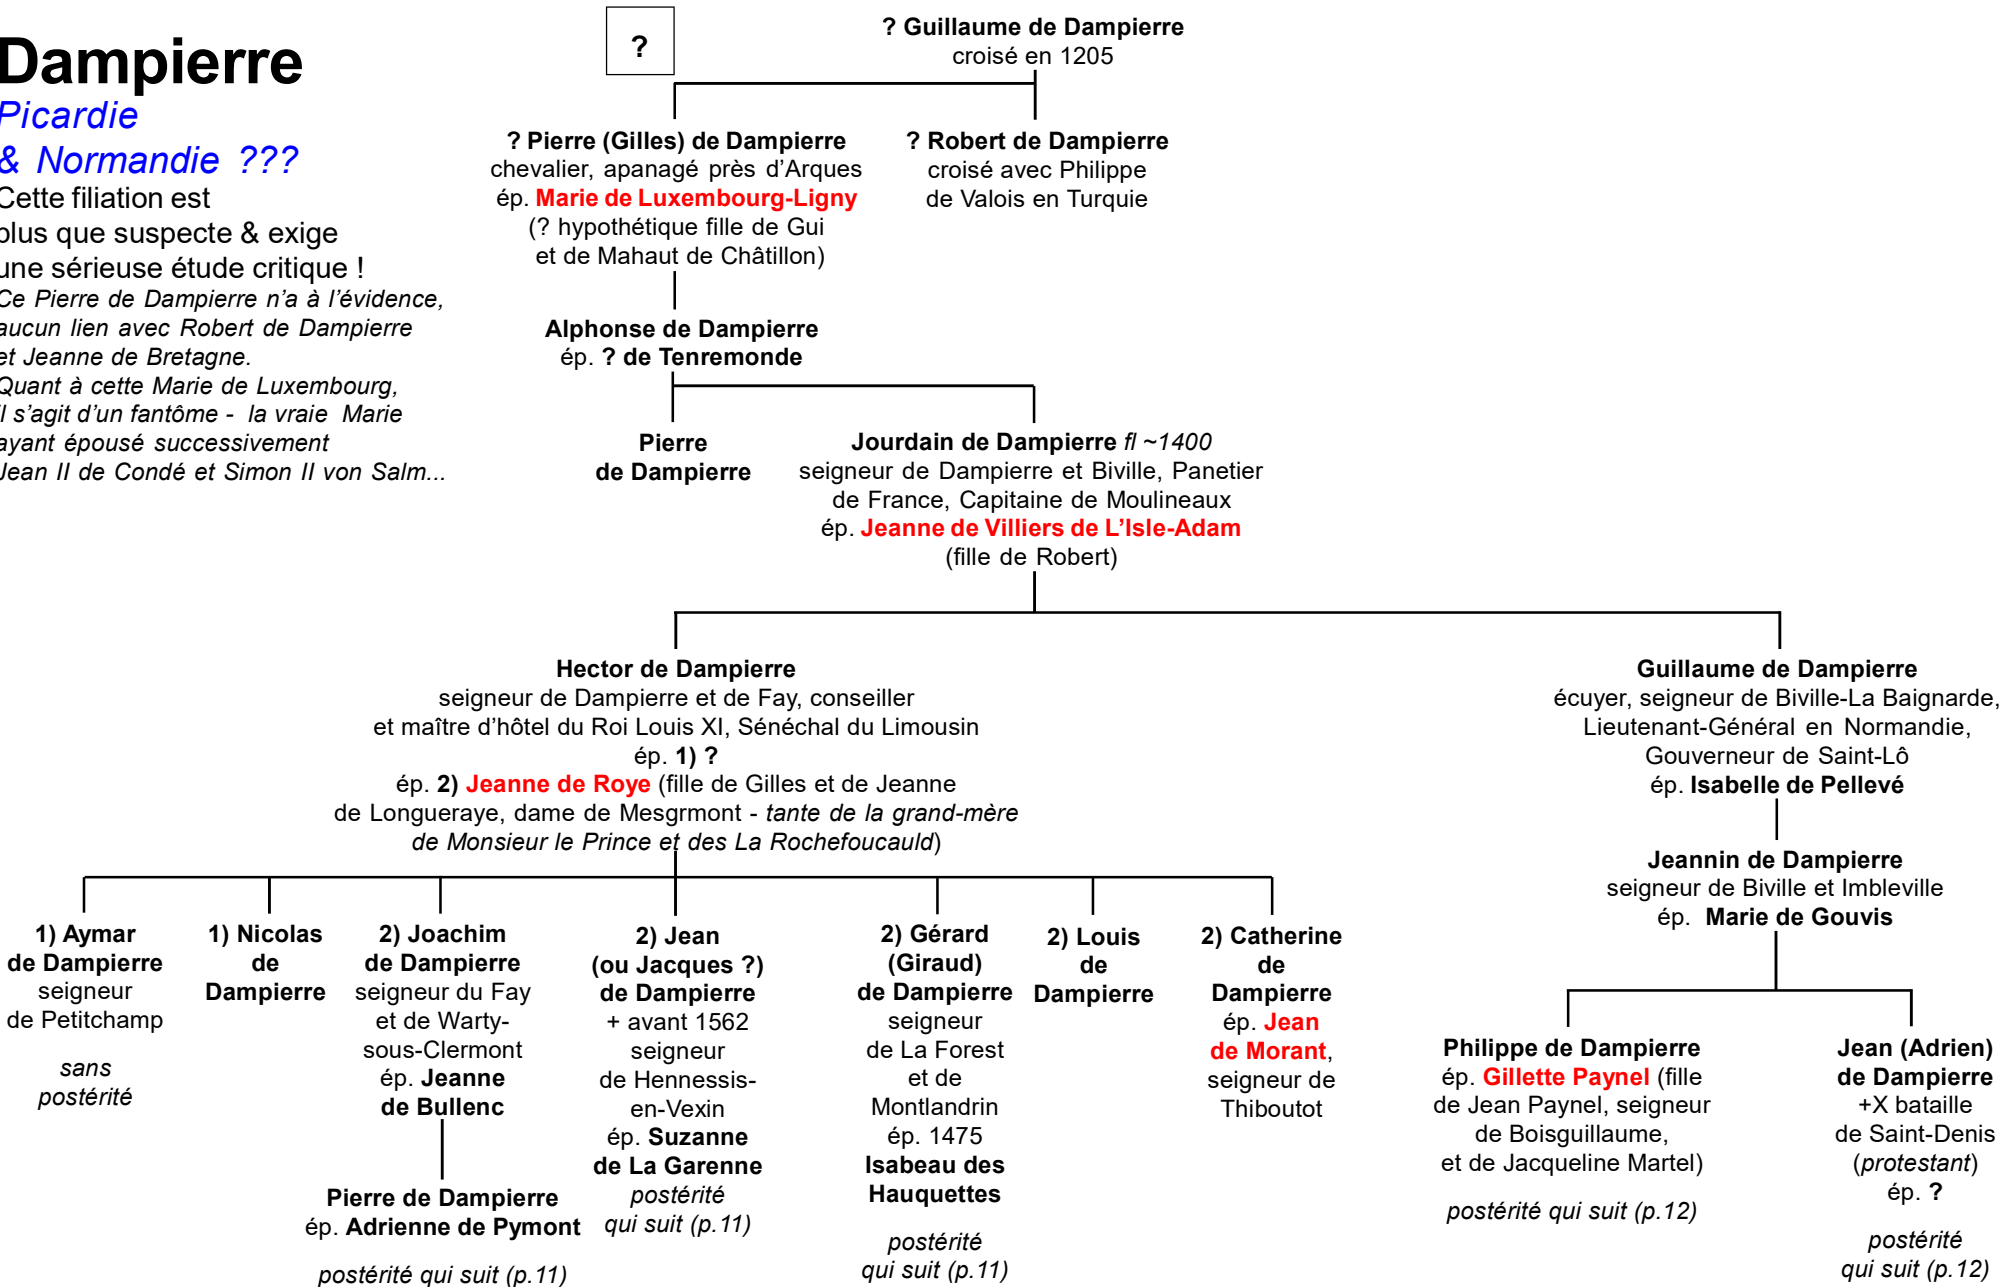 Dampierre
Picardie
& Normandie ???
Cette filiation est
plus que suspecte & exige
une sérieuse étude critique !
Ce Pierre de Dampierre n'a à l'évidence,
aucun lien avec Robert de Dampierre
et Jeanne de Bretagne.
Quant à cette Marie de Luxembourg,
il s'agit d'un fantôme - la vraie Marie
ayant épousé successivement
Jean II de Condé et Simon II von Salm...
?
? Guillaume de Dampierre
croisé en 1205
? Pierre (Gilles) de Dampierre
chevalier, apanagé près d'Arques
ép. Marie de Luxembourg-Ligny
(? hypothétique fille de Gui
et de Mahaut de Châtillon)
? Robert de Dampierre
croisé avec Philippe
de Valois en Turquie
Alphonse de Dampierre
ép. ? de Tenremonde
Pierre
de Dampierre
Jourdain de Dampierre fl ~1400
seigneur de Dampierre et Biville, Panetier
de France, Capitaine de Moulineaux
ép. Jeanne de Villiers de L'Isle-Adam
(fille de Robert)
Hector de Dampierre
seigneur de Dampierre et de Fay, conseiller
et maître d'hôtel du Roi Louis XI, Sénéchal du Limousin
ép. 1) ?
ép. 2) Jeanne de Roye (fille de Gilles et de Jeanne
de Longueraye, dame de Mesgrmont - tante de la grand-mère
de Monsieur le Prince et des La Rochefoucauld)
Guillaume de Dampierre
écuyer, seigneur de Biville-La Baignarde,
Lieutenant-Général en Normandie,
Gouverneur de Saint-Lô
ép. Isabelle de Pellevé
Jeannin de Dampierre
seigneur de Biville et Imbleville
ép. Marie de Gouvis
1) Aymar
de Dampierre
seigneur
de Petitchamp
sans
postérité
1) Nicolas
de
Dampierre
2) Joachim
de Dampierre
seigneur du Fay
et de Warty-
sous-Clermont
ép. Jeanne
de Bullenc
Pierre de Dampierre
ép. Adrienne de Pymont
postérité qui suit (p.11)
2) Jean
(ou Jacques ?)
de Dampierre
+ avant 1562
seigneur
de Hennessis-
en-Vexin
ép. Suzanne
de La Garenne
postérité
qui suit (p.11)
2) Gérard
(Giraud)
de Dampierre
seigneur
de La Forest
et de
Montlandrin
ép. 1475
Isabeau des
Hauquettes
postérité
qui suit (p.11)
2) Louis
de
Dampierre
2) Catherine
de
Dampierre
ép. Jean
de Morant,
seigneur de
Thiboutot
Philippe de Dampierre
ép. Gillette Paynel (fille
de Jean Paynel, seigneur
de Boisguillaume,
et de Jacqueline Martel)
postérité qui suit (p.12)
Jean (Adrien)
de Dampierre
+X bataille
de Saint-Denis
(protestant)
ép. ?
postérité
qui suit (p.12)